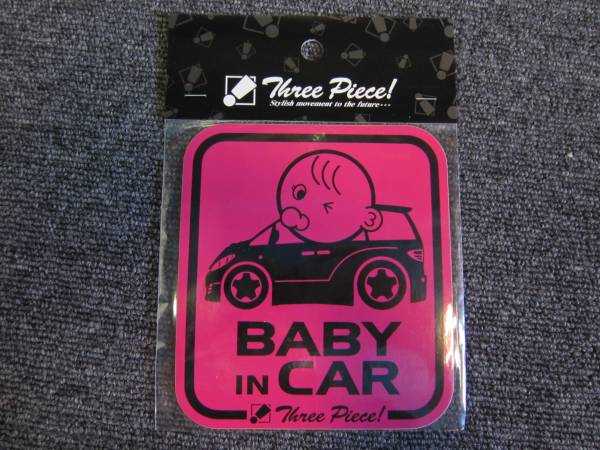 Three Piece!
Stylish movement to the future･･･
BABY
IN CAR
Three Piece!